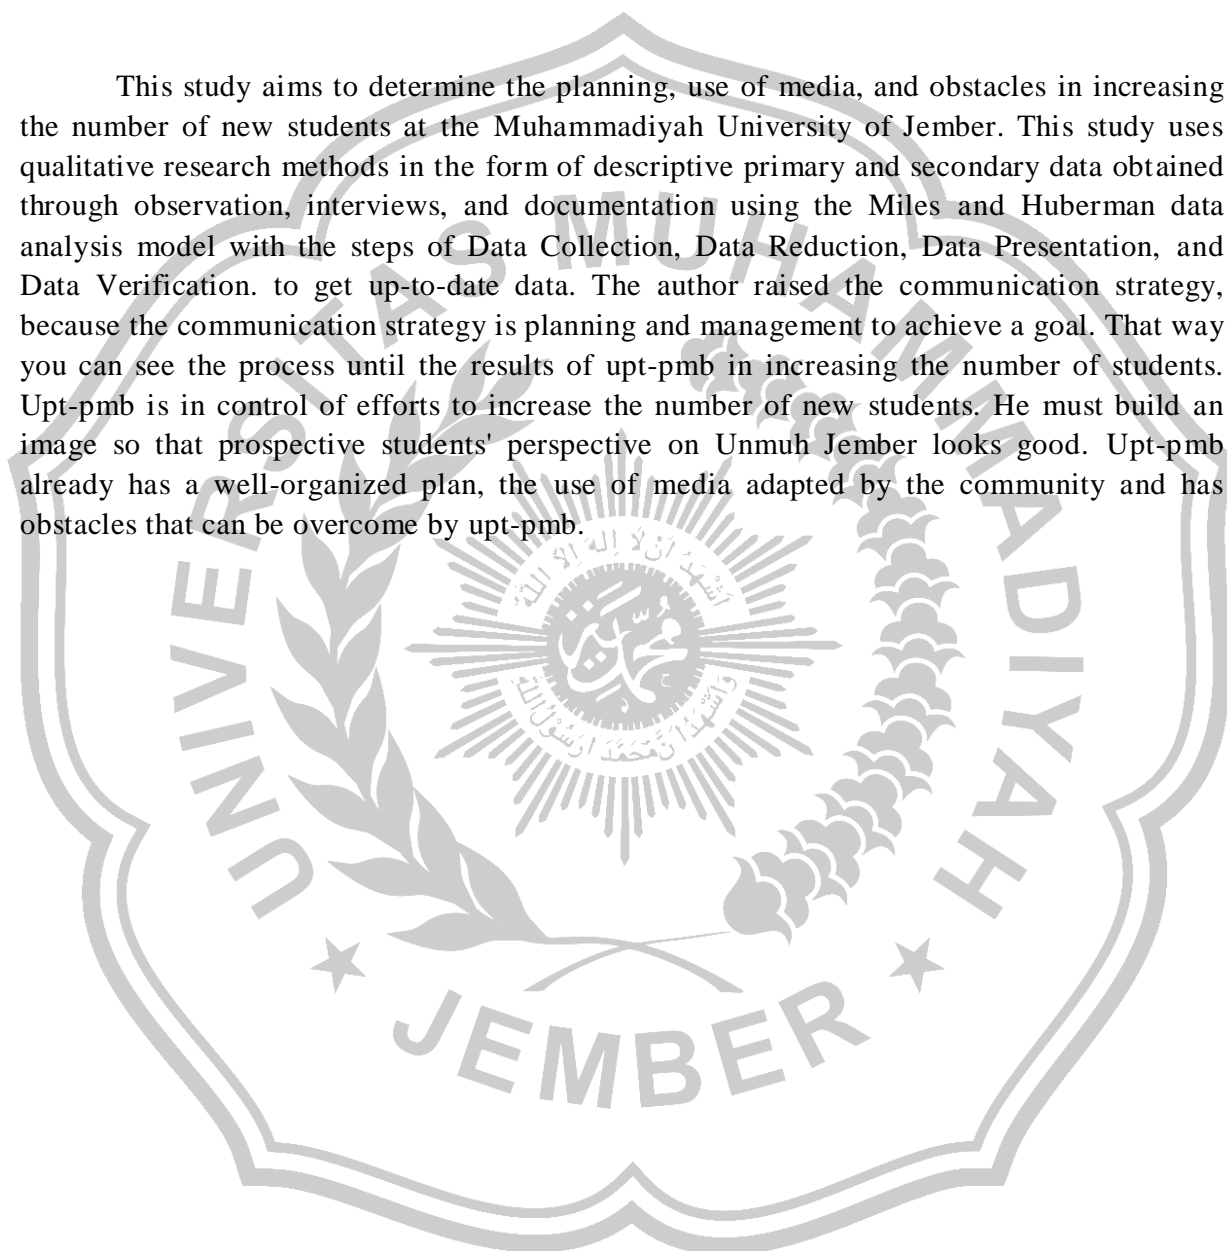 This study aims to determine the planning, use of media, and obstacles in increasing
the number of new students at the Muhammadiyah University of Jember. This study uses
qualitative research methods in the form of descriptive primary and secondary data obtained
through observation, interviews, and documentation using the Miles and Huberman data
analysis model with the steps of Data Collection, Data Reduction, Data Presentation, and
Data Verification. to get up-to-date data. The author raised the communication strategy,
because the communication strategy is planning and management to achieve a goal. That way
you can see the process until the results of upt-pmb in increasing the number of students.
Upt-pmb is in control of efforts to increase the number of new students. He must build an
image so that prospective students' perspective on Unmuh Jember looks good. Upt-pmb
already has a well-organized plan, the use of media adapted by the community and has
obstacles that can be overcome by upt-pmb.
UNIVERSITAS MUHAMMADIYAH
JEMBER